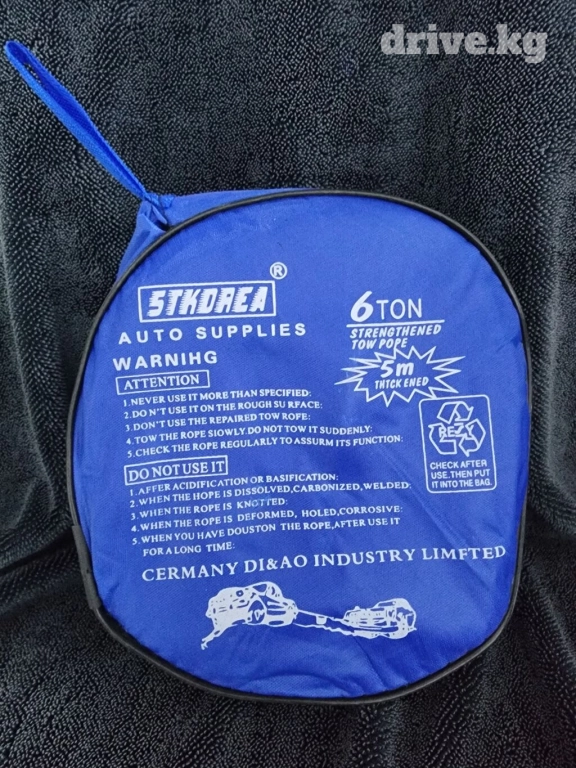 drive.kg
STKOREA ®
AUTO SUPPLIES
WARNIHG
ATTENTION
1.NEVER USE IT MORE THAN SPECIFIED:
2.DO N'T USE IT ON THE ROUGH SU RFACE:
3.DON'T USE THE REPAIRED TOW ROFE:
4.TOW THE ROPE SIOWLY.DO NOT TOW IT SUDDENLY:
5.CHECK THE ROPE REGULARLY TO ASSURM ITS FUNCTION:
DO NOT USE IT
1.AFFER ACIDIFICATION OR BASIFICATION:
2.WHEN THE HOPE IS DISSOLVED,CARBONIZED,WELDED:
3.WHEN THE ROPE IS KNOTTED:
4.WHEN THE ROPE IS DEFORMED, HOLED,CORROSIVE:
5.WHEN YOU HAVE DOUSTON THE ROPE,AFTER USE IT
FOR A LONG TIME:
6 TON
STRENGTHENED
TOW POPE
5m
THTCK ENED
REZY
CHECK AFTER
USE.THEN PUT
IT INTO THE BAG.
CERMANY DI&AO INDUSTRY LIMFTED